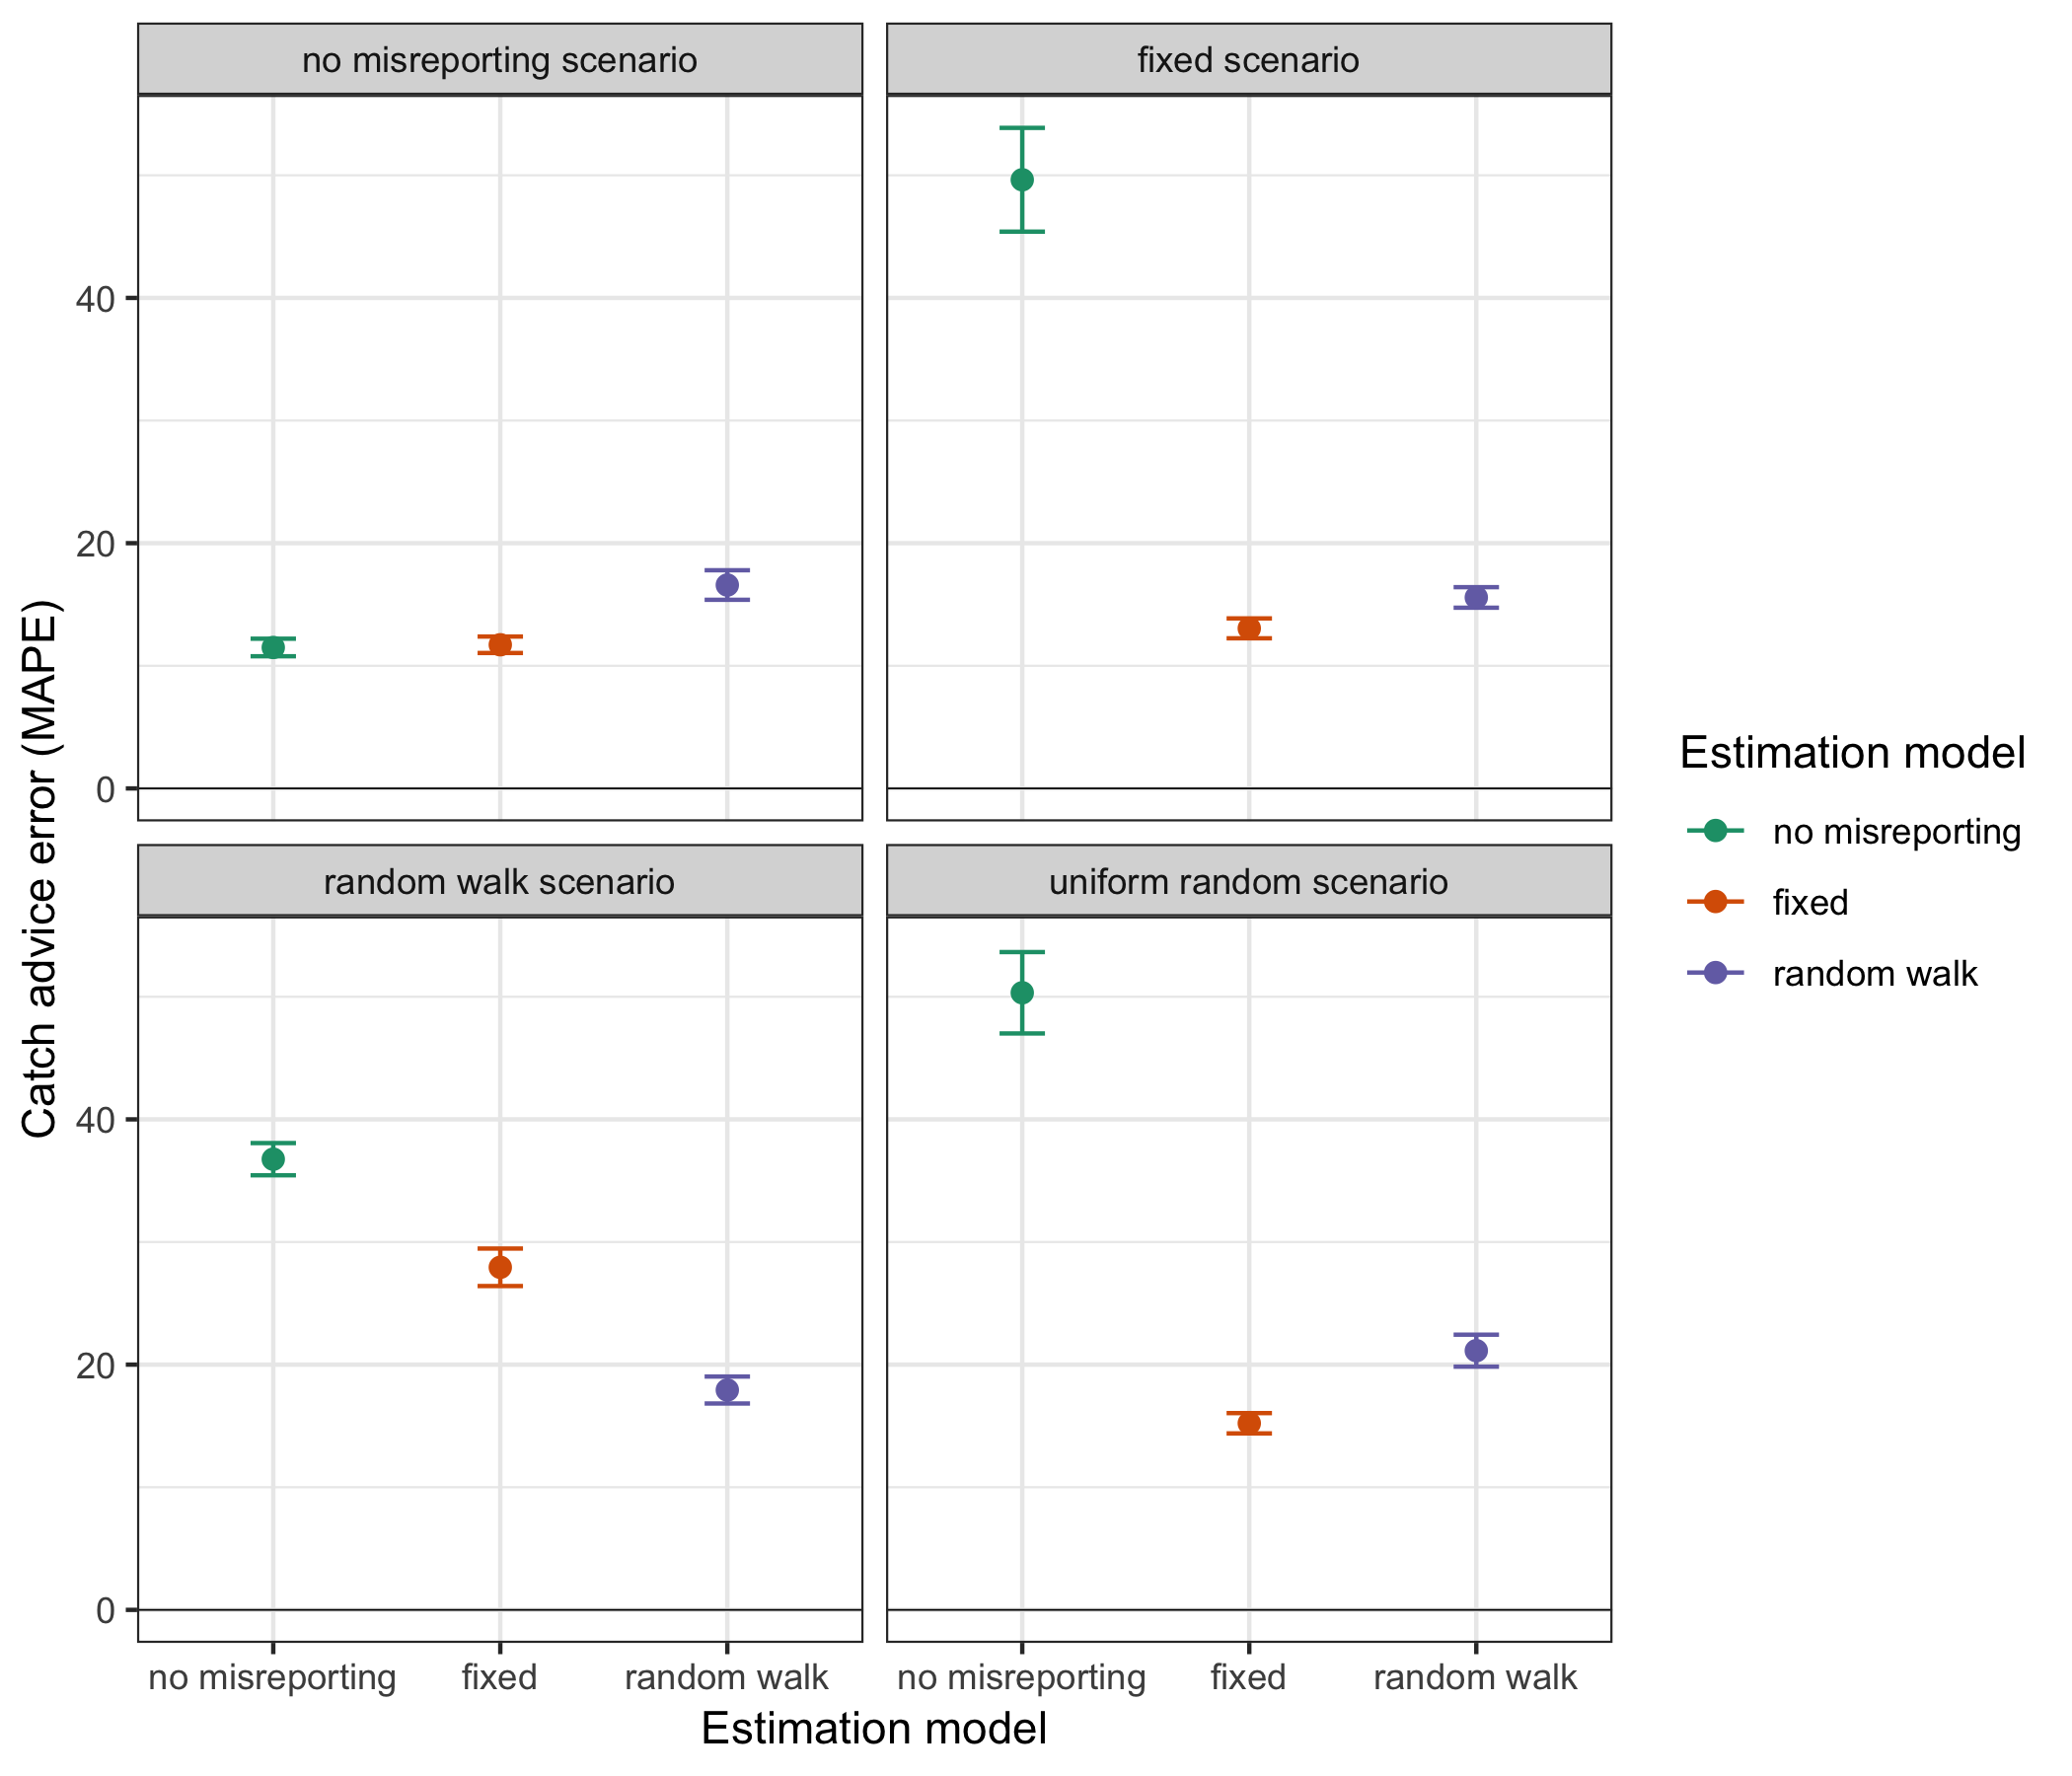 no misreporting scenario
fixed scenario
40
20
0
random walk scenario
uniform random scenario
40
20
0
no misreporting
fixed
random walk
no misreporting
fixed
random walk
Estimation model
Catch advice error (MAPE)
Estimation model
no misreporting
fixed
random walk